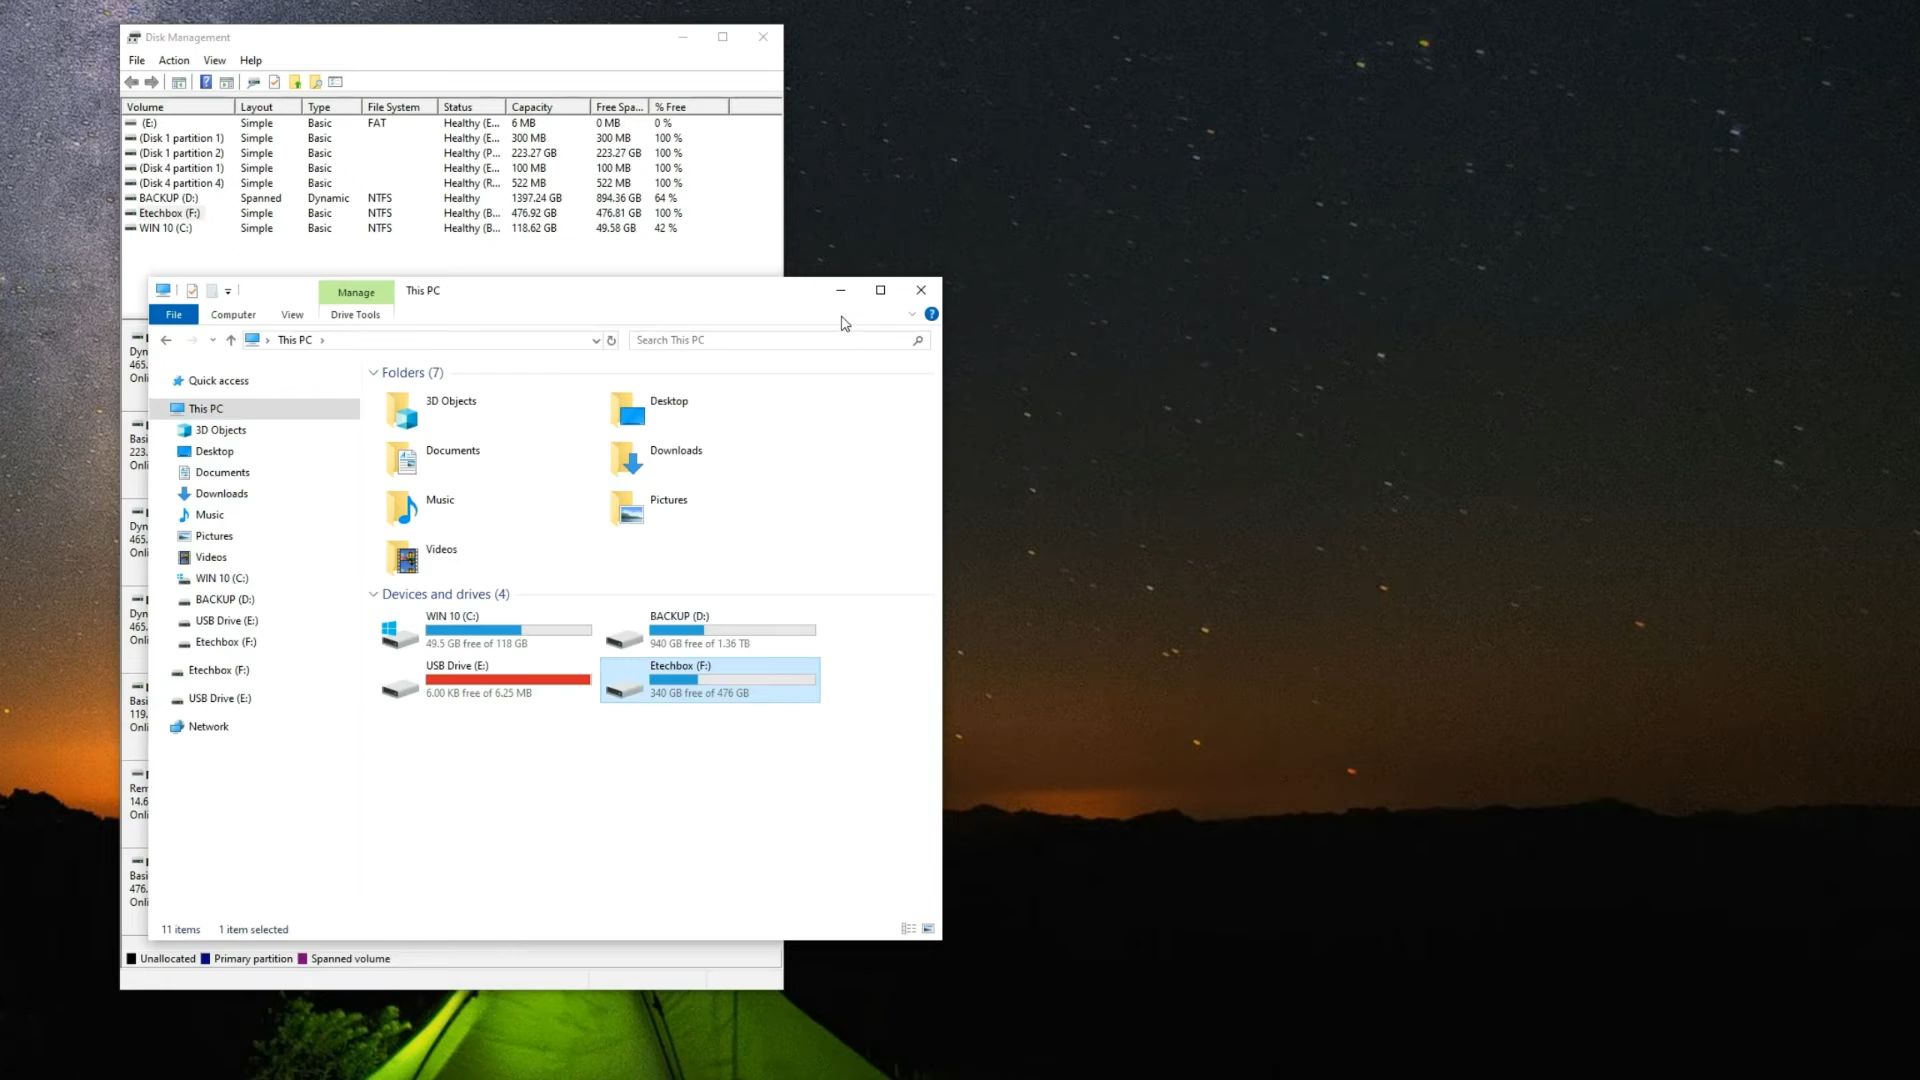 Disk Management
File Action View Help
Volume Layout Type File System Status Capacity Free Spa... % Free
(E:) Simple Basic FAT Healthy (E... 6 MB 0 MB 0 %
(Disk 1 partition 1) Simple Basic Healthy (E... 300 MB 300 MB 100 %
(Disk 1 partition 2) Simple Basic Healthy (P... 223.27 GB 223.27 GB 100 %
(Disk 4 partition 1) Simple Basic Healthy (E... 100 MB 100 MB 100 %
(Disk 4 partition 4) Simple Basic Healthy (R... 522 MB 522 MB 100 %
BACKUP (D:) Spanned Dynamic NTFS Healthy 1397.24 GB 894.36 GB 64 %
Etechbox (F:) Simple Basic NTFS Healthy (B... 476.92 GB 476.81 GB 100 %
WIN 10 (C:) Simple Basic NTFS Healthy (B... 118.62 GB 49.58 GB 42 %
Manage This PC
File Computer View Drive Tools
This PC
Search This PC
Quick access
This PC
3D Objects
Desktop
Documents
Downloads
Music
Pictures
Videos
WIN 10 (C:)
BACKUP (D:)
USB Drive (E:)
Etechbox (F:)
Etechbox (F:)
USB Drive (E:)
Network
Folders (7)
3D Objects
Desktop
Documents
Downloads
Music
Pictures
Videos
Devices and drives (4)
WIN 10 (C:)
49.5 GB free of 118 GB
BACKUP (D:)
940 GB free of 1.36 TB
USB Drive (E:)
6.00 KB free of 6.25 MB
Etechbox (F:)
340 GB free of 476 GB
11 items 1 item selected
Dyn
465.
Onli
Basi
223.
Onli
Dyn
465.
Onli
Dyn
465.
Onli
Basi
119.
Onli
Rem
14.6
Onli
Basi
476.
Onli
Unallocated Primary partition Spanned volume